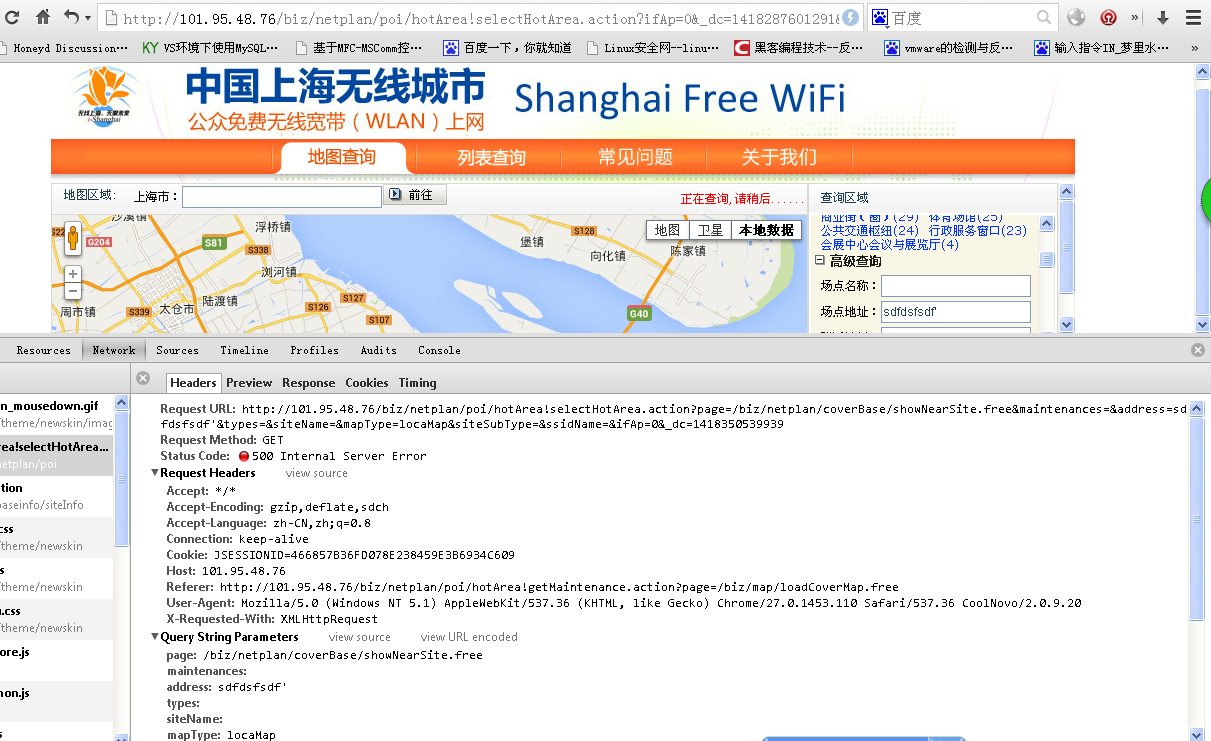 http://101.95.48.76/biz/netplan/poi/hotArea!selectHotArea.action?ifAp=0&_dc=1418287601291& 百度
Honeyd Discussion… KY VS环境下使用MySQL… 基于MFC-MSComm控… 百度一下，你就知道 Linux安全网--linu… 黑客编程技术--反… vmware的检测与反… 输入指令IN_梦里水… »
中国上海无线城市 Shanghai Free WiFi
公众免费无线宽带（WLAN）上网
无线上海，无限未来
i-Shanghai
地图查询 列表查询 常见问题 关于我们
地图区域: 上海市： 前往 正在查询,请稍后...... 查询区域
商业街（圈）(29) 体育场馆(25)
公共交通枢纽(24) 行政服务窗口(23)
会展中心会议与展览厅(4)
高级查询
场点名称：
场点地址： sdfdsfsdf'
地图 卫星 本地数据
沙溪镇 浮桥镇 S22 G204 S81 S338 浏河镇 S128 堡镇 向化镇 陈家镇
陆渡镇 太仓市 周市镇 S339 S126 S127 S107 G40
Resources Network Sources Timeline Profiles Audits Console
Headers Preview Response Cookies Timing
n_mousedown.gif
/theme/newskin/imag
rea!selectHotArea...
netplan/poi
tion
baseinfo/siteInfo
css
/theme/newskin
s
/theme/newskin
u.css
/theme/newskin
ore.js
mon.js
s
Request URL: http://101.95.48.76/biz/netplan/poi/hotArea!selectHotArea.action?page=/biz/netplan/coverBase/showNearSite.free&maintenances=&address=sd
fdsfsdf'&types=&siteName=&mapType=locaMap&siteSubType=&ssidName=&ifAp=0&_dc=1418350539939
Request Method: GET
Status Code: 500 Internal Server Error
Request Headers view source
Accept: */*
Accept-Encoding: gzip,deflate,sdch
Accept-Language: zh-CN,zh;q=0.8
Connection: keep-alive
Cookie: JSESSIONID=466857B36FD078E238459E3B6934C609
Host: 101.95.48.76
Referer: http://101.95.48.76/biz/netplan/poi/hotArea!getMaintenance.action?page=/biz/map/loadCoverMap.free
User-Agent: Mozilla/5.0 (Windows NT 5.1) AppleWebKit/537.36 (KHTML, like Gecko) Chrome/27.0.1453.110 Safari/537.36 CoolNovo/2.0.9.20
X-Requested-With: XMLHttpRequest
Query String Parameters view source view URL encoded
page: /biz/netplan/coverBase/showNearSite.free
maintenances:
address: sdfdsfsdf'
types:
siteName:
mapType: locaMap